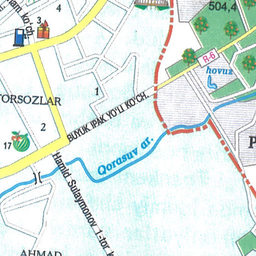 504,4
3
4
R-6
hovuz
TORSOZLAR
1
BUYUK IPAK YO'LI KO'CH.
2
17
Qorasuv ar.
Hamid Sulaymonov 1-tor
AHMAD